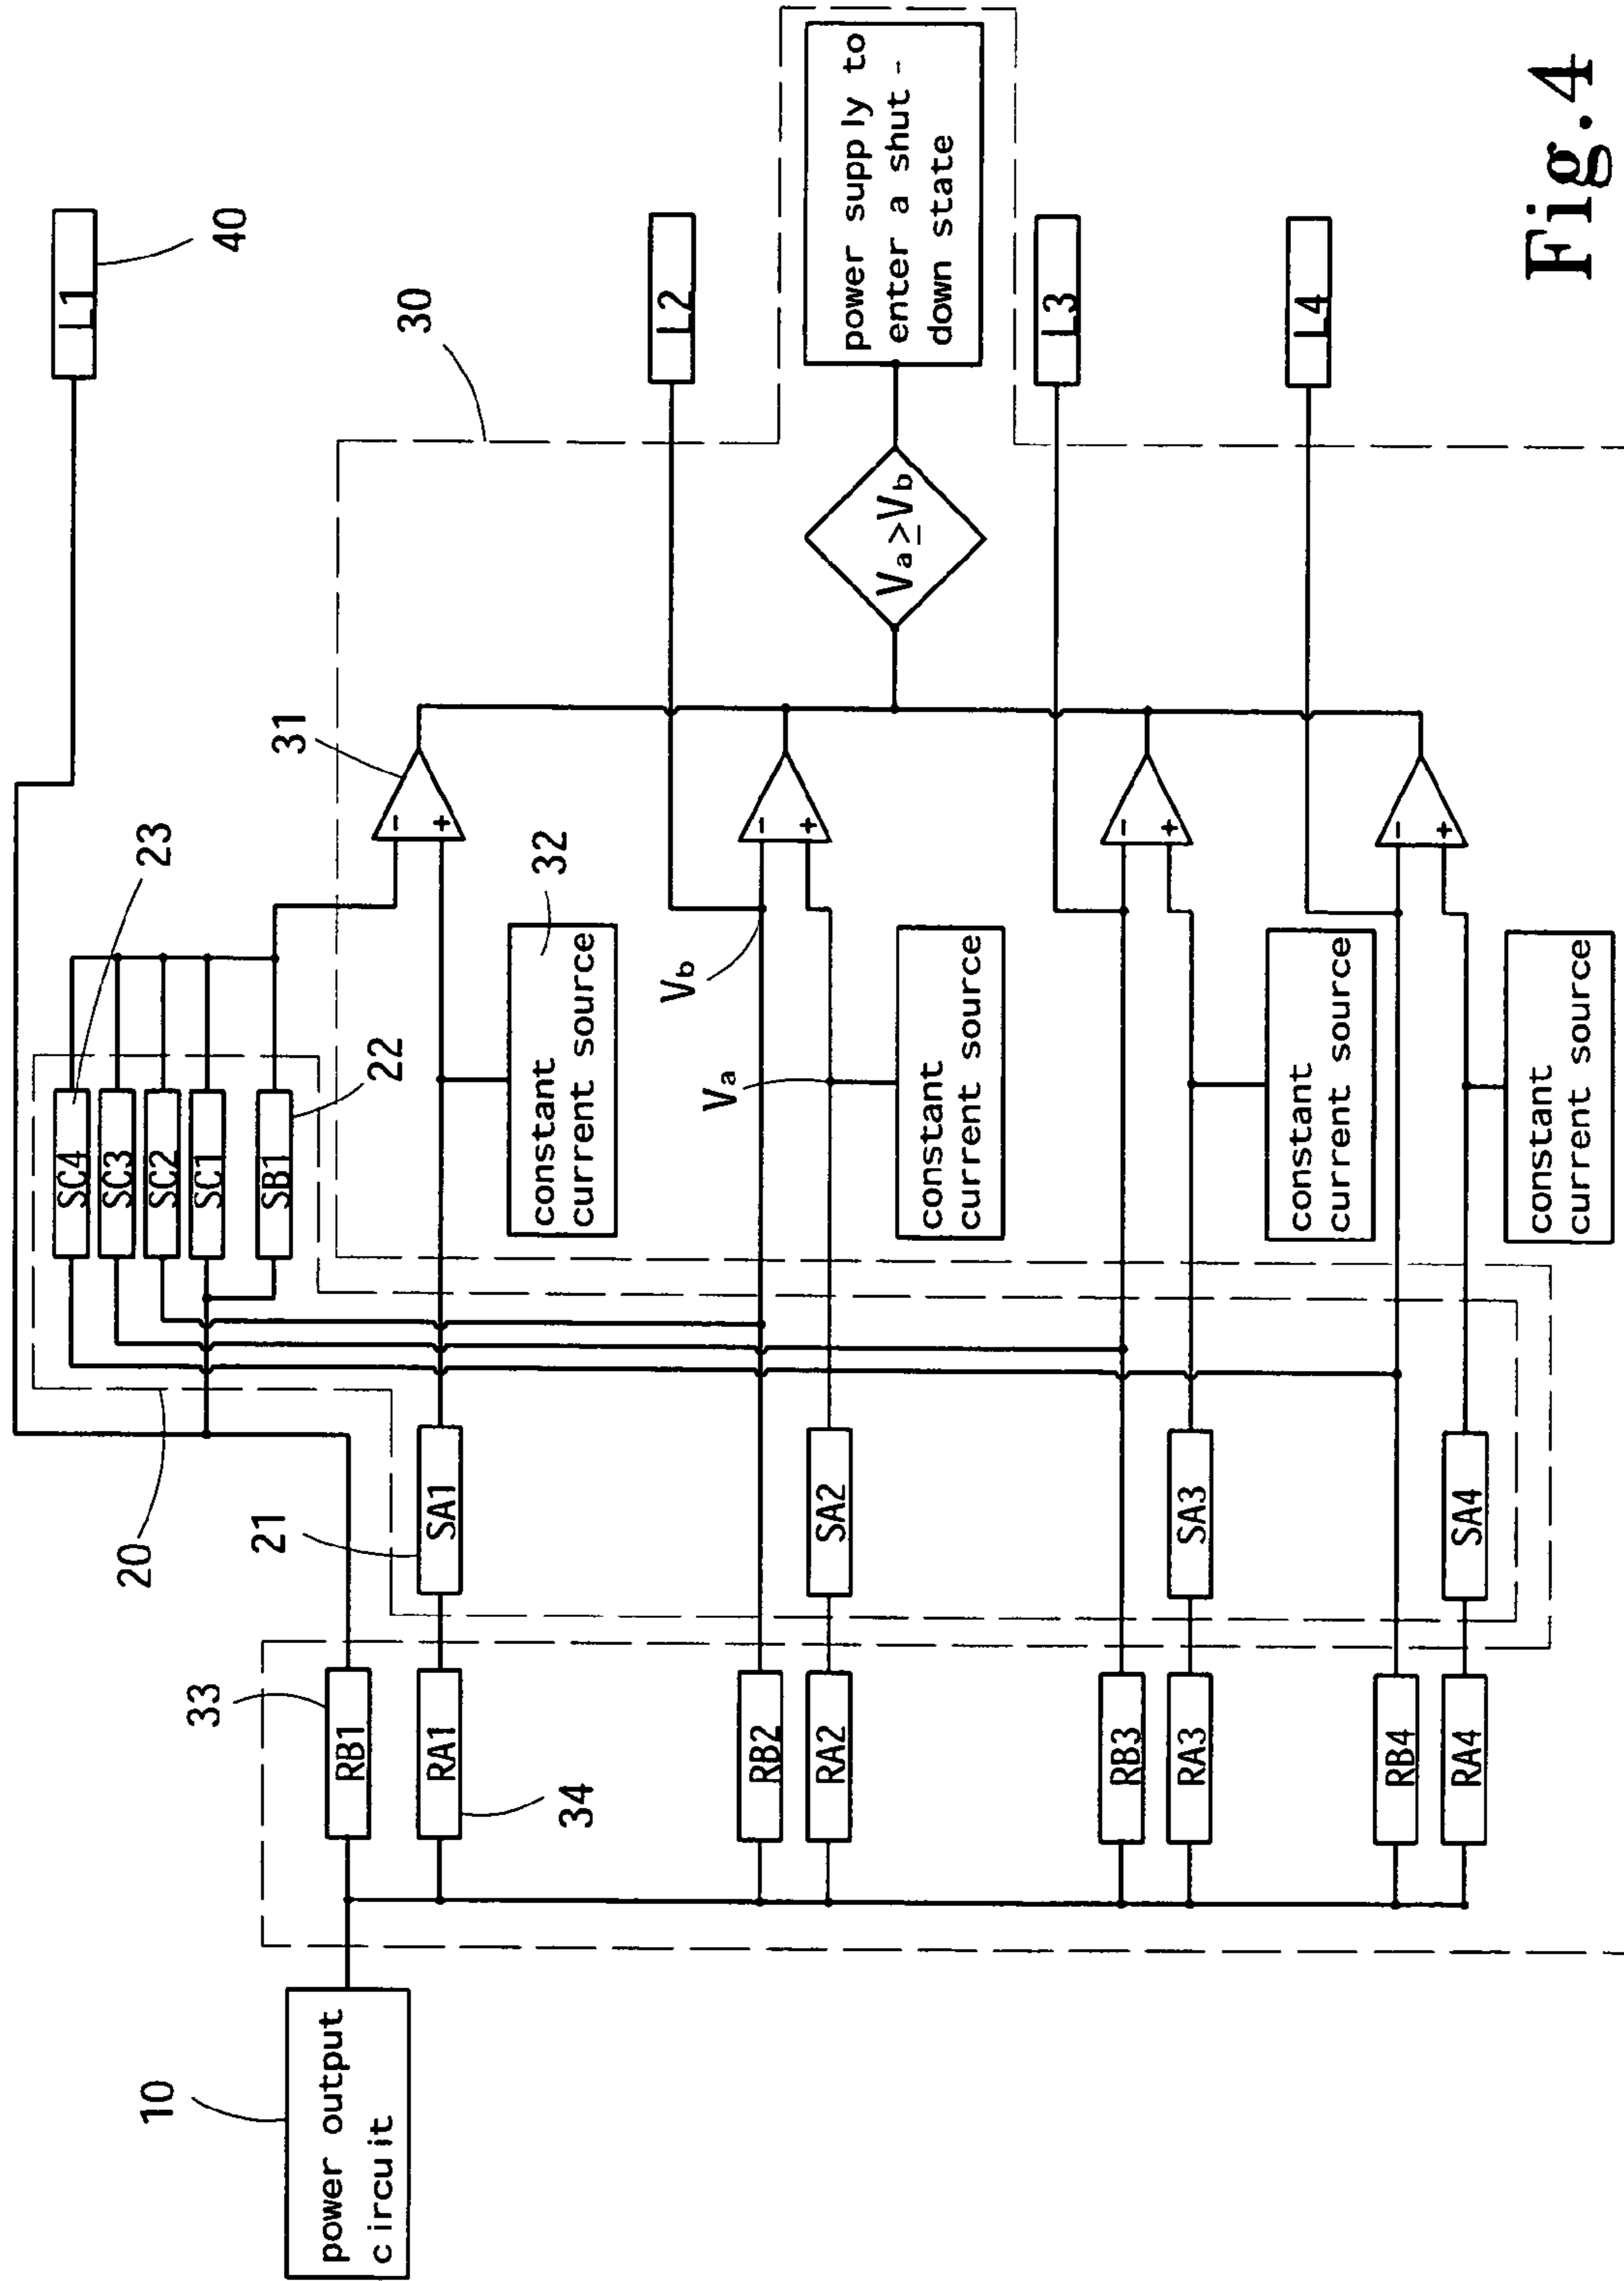 L1
40
SC4
23
SC3
SC2
SC1
SB1
22
20
30
33
RB1
21
SA1
31
-
+
RA1
34
constant
current source
32
10
power output
circuit
L2
Vb
RB2
-
+
SA2
RA2
Va
constant
current source
Va≥Vb
power supply to
enter a shut-
down state
L3
RB3
-
+
SA3
RA3
constant
current source
L4
RB4
-
+
SA4
RA4
constant
current source
Fig.4